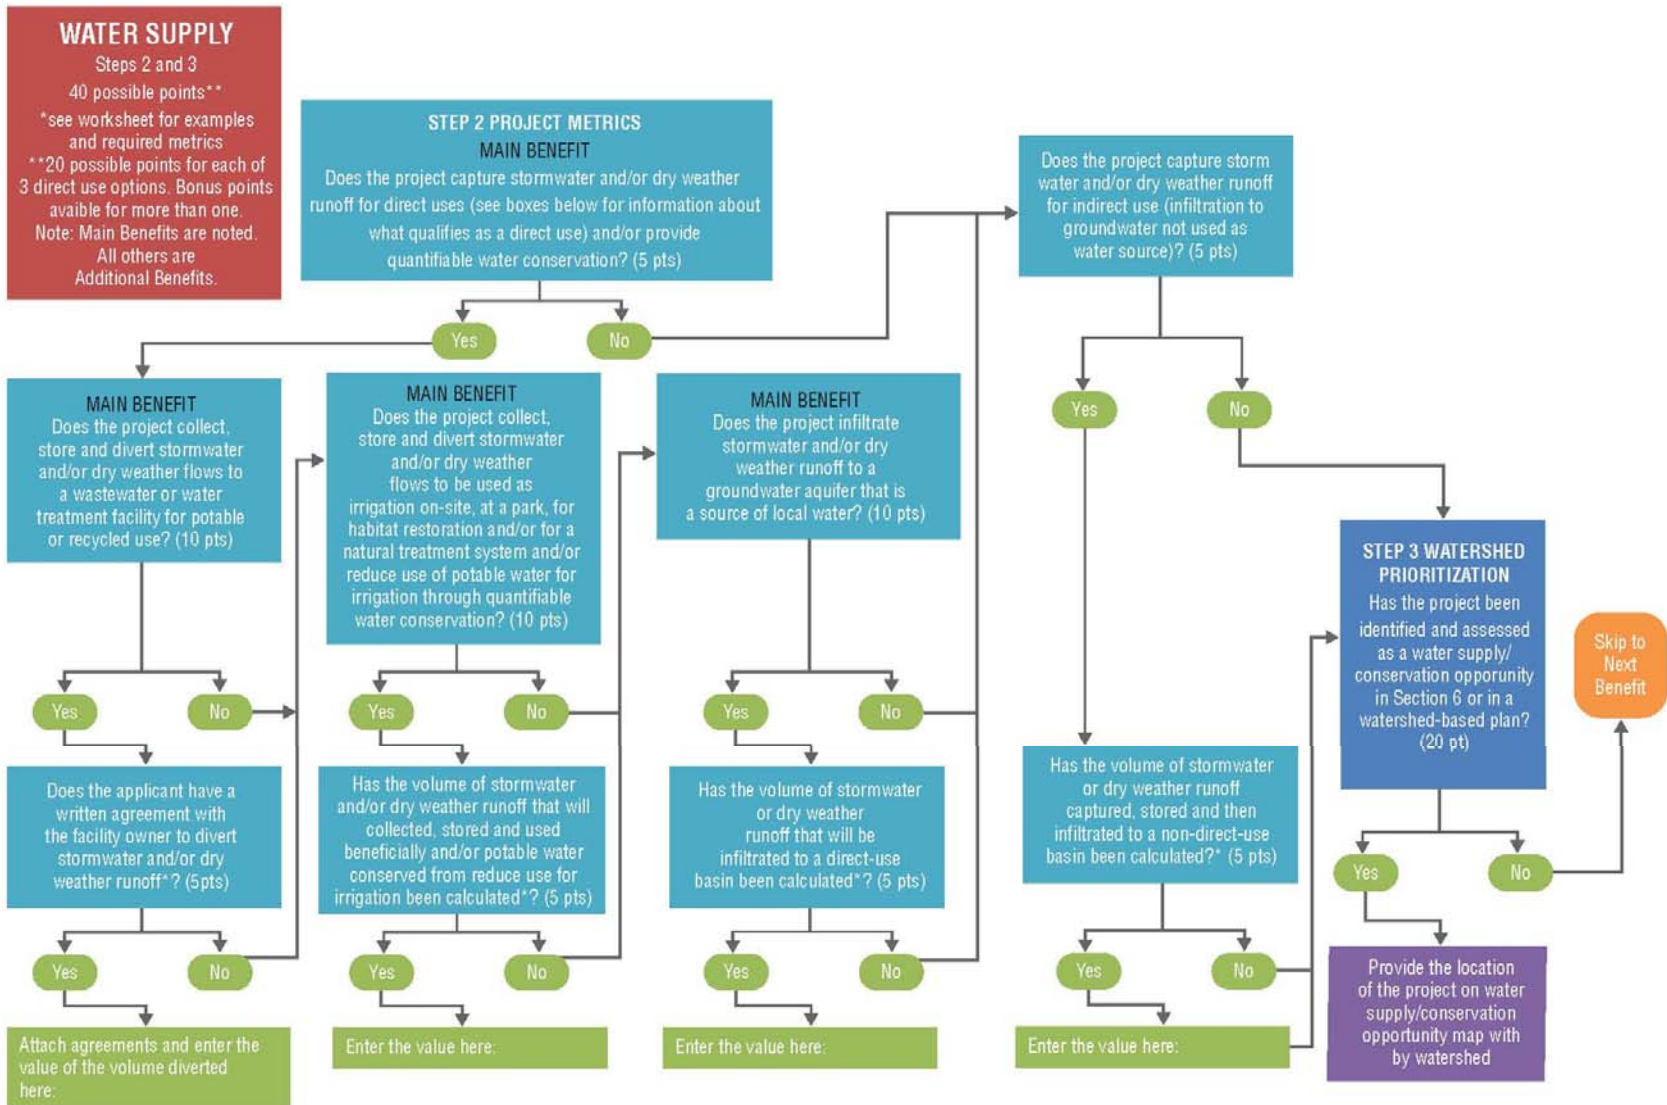 WATER SUPPLY
Steps 2 and 3
40 possible points**
*see worksheet for examples
and required metrics
**20 possible points for each of
3 direct use options. Bonus points
avaible for more than one.
Note: Main Benefits are noted.
All others are
Additional Benefits.
STEP 2 PROJECT METRICS
MAIN BENEFIT
Does the project capture stormwater and/or dry weather
runoff for direct uses (see boxes below for information about
what qualifies as a direct use) and/or provide
quantifiable water conservation? (5 pts)
Yes
No
Does the project capture storm
water and/or dry weather runoff
for indirect use (infiltration to
groundwater not used as
water source)? (5 pts)
Yes
No
MAIN BENEFIT
Does the project collect,
store and divert stormwater
and/or dry weather flows to
a wastewater or water
treatment facility for potable
or recycled use? (10 pts)
Yes
No
Does the applicant have a
written agreement with
the facility owner to divert
stormwater and/or dry
weather runoff*? (5pts)
Yes
No
Attach agreements and enter the
value of the volume diverted
here:
MAIN BENEFIT
Does the project collect,
store and divert stormwater
and/or dry weather
flows to be used as
irrigation on-site, at a park, for
habitat restoration and/or for a
natural treatment system and/or
reduce use of potable water for
irrigation through quantifiable
water conservation? (10 pts)
Yes
No
Has the volume of stormwater
and/or dry weather runoff that will
collected, stored and used
beneficially and/or potable water
conserved from reduce use for
irrigation been calculated*? (5 pts)
Yes
No
Enter the value here:
MAIN BENEFIT
Does the project infiltrate
stormwater and/or dry
weather runoff to a
groundwater aquifer that is
a source of local water? (10 pts)
Yes
No
Has the volume of stormwater
or dry weather
runoff that will be
infiltrated to a direct-use
basin been calculated*? (5 pts)
Yes
No
Enter the value here:
Has the volume of stormwater
or dry weather runoff
captured, stored and then
infiltrated to a non-direct-use
basin been calculated?* (5 pts)
Yes
No
Enter the value here:
STEP 3 WATERSHED
PRIORITIZATION
Has the project been
identified and assessed
as a water supply/
conservation opporunity
in Section 6 or in a
watershed-based plan?
(20 pt)
Yes
No
Skip to
Next
Benefit
Provide the location
of the project on water
supply/conservation
opportunity map with
by watershed